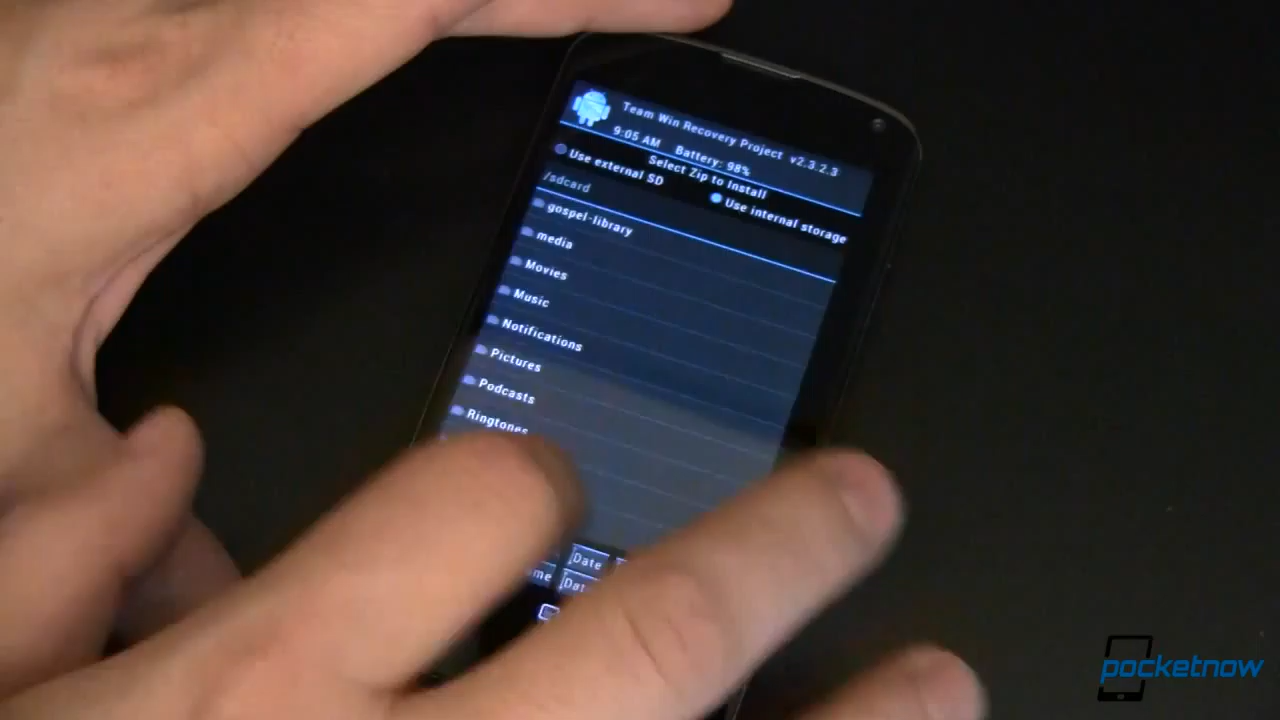 Team Win Recovery Project v2.3.2.3
9:05 AM Battery: 98%
Select Zip to Install
Use external SD
Use internal storage
/sdcard
gospel-library
media
Movies
Music
Notifications
Pictures
Podcasts
Ringtones
Date
pocketnow